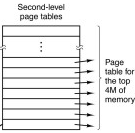 Second-level
page tables
Page
table for
the top
4M of
memory